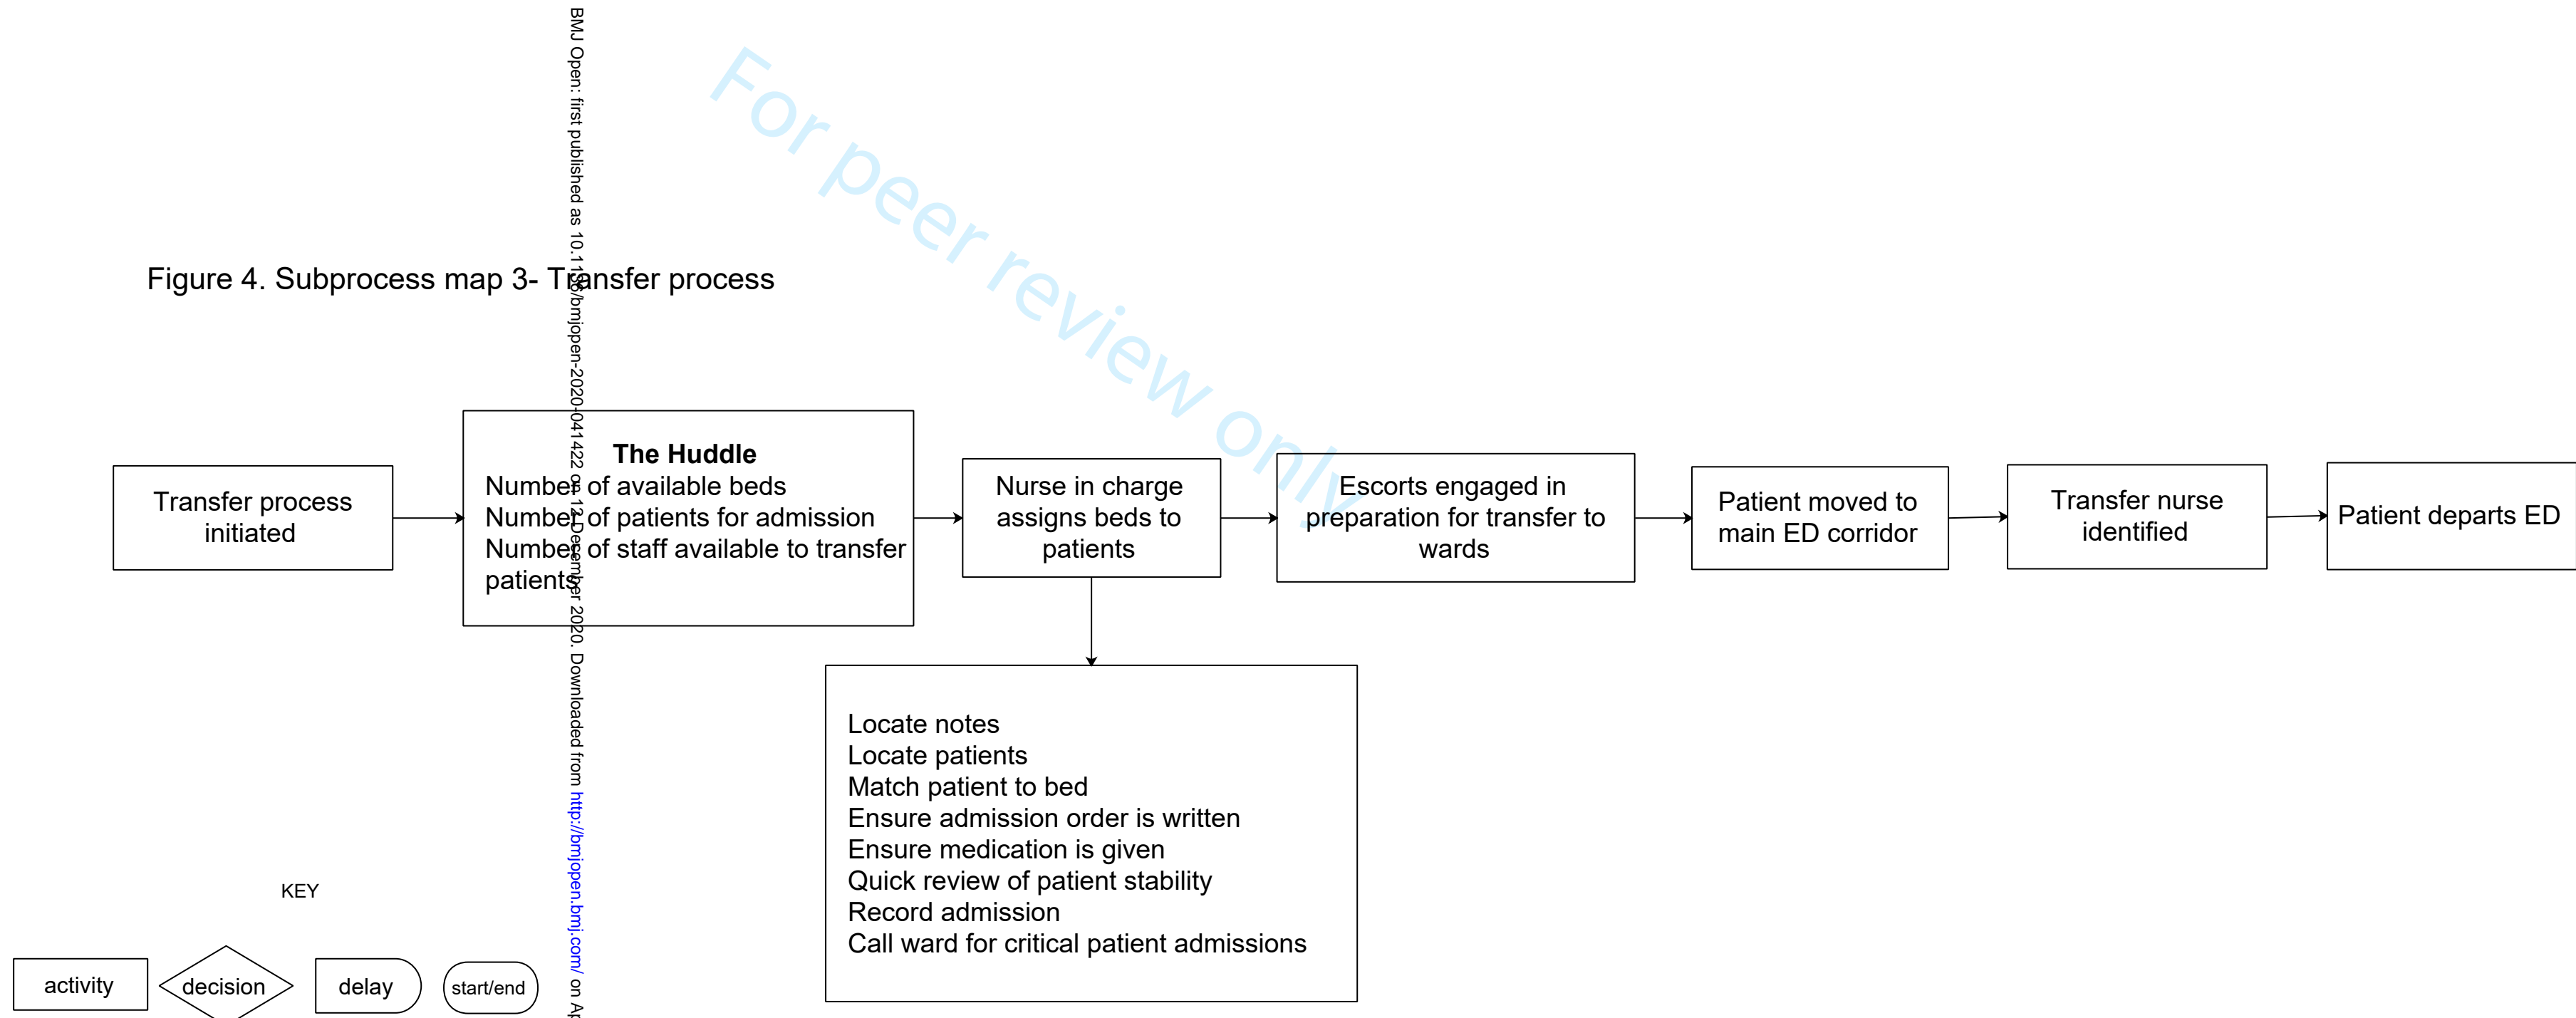 BMJ Open: first published as 10.1136/bmjopen-2020-041422 on 12 December 2020. Downloaded from http://bmjopen.bmj.com/ on
For peer review only
Figure 4. Subprocess map 3- Transfer process
Transfer process
initiated
The Huddle
Number of available beds
Number of patients for admission
Number of staff available to transfer
patients
Nurse in charge
assigns beds to
patients
Escorts engaged in
preparation for transfer to
wards
Patient moved to
main ED corridor
Transfer nurse
identified
Patient departs ED
Locate notes
Locate patients
Match patient to bed
Ensure admission order is written
Ensure medication is given
Quick review of patient stability
Record admission
Call ward for critical patient admissions
KEY
activity
decision
delay
start/end